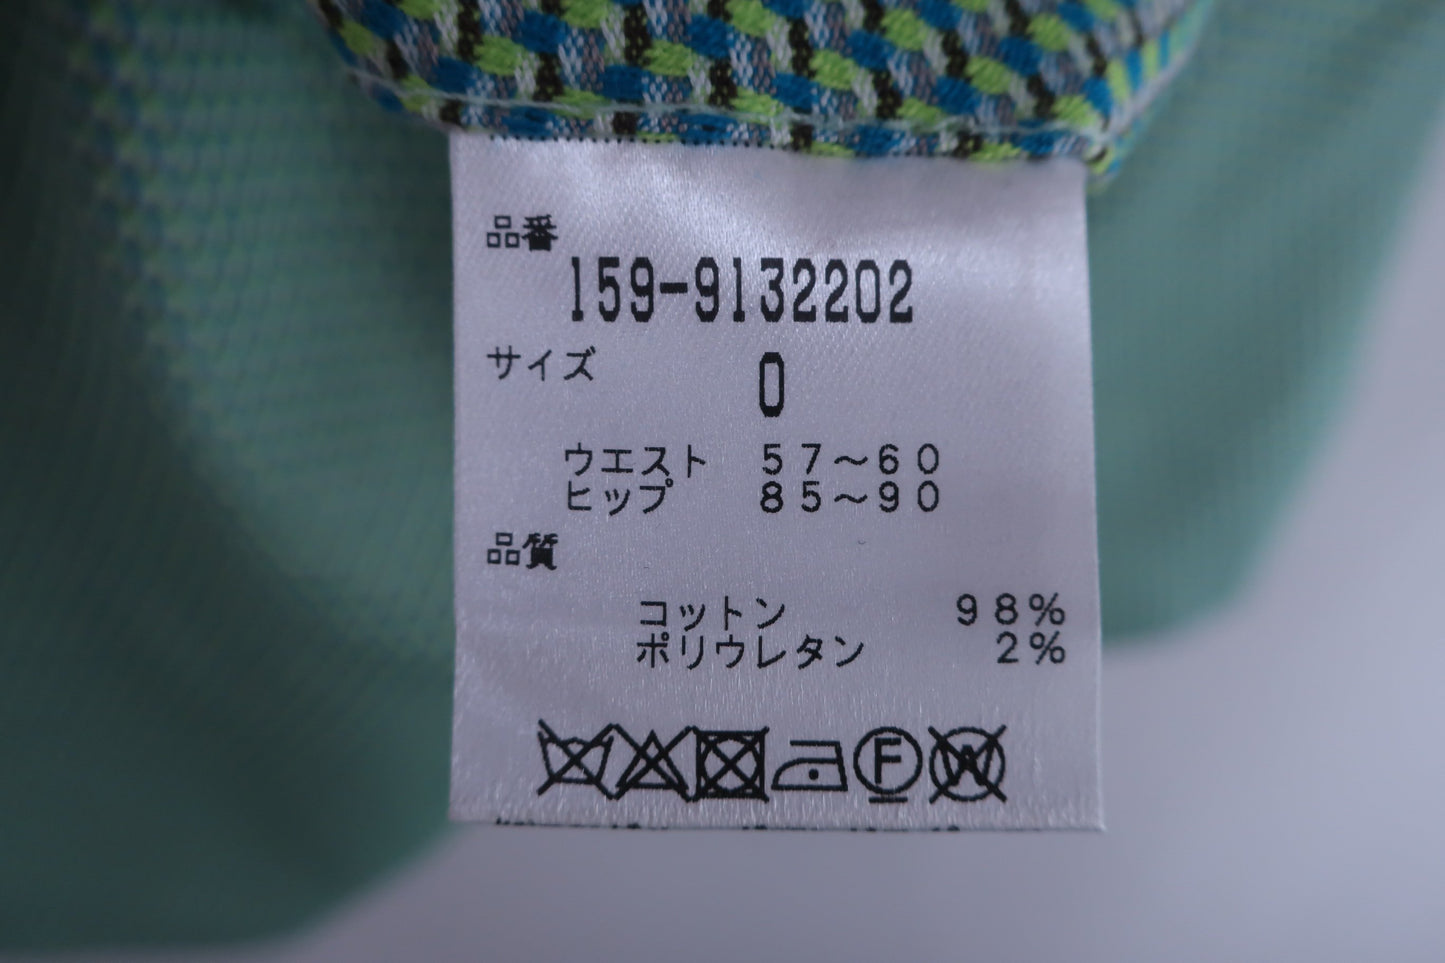 品番
159-9132202
サイズ 0
ウエスト 57～60
ヒップ 85～90
品質
コットン 98%
ポリウレタン 2%
F W